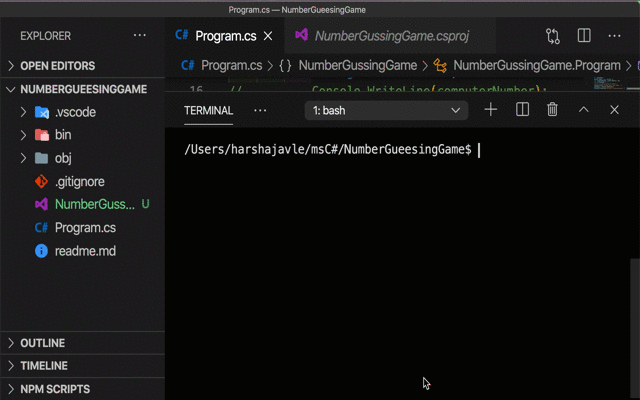 Program.cs — NumberGueesingGame
EXPLORER ...
Program.cs
NumberGussingGame.csproj
OPEN EDITORS
Program.cs > {} NumberGussingGame > NumberGussingGame.Program >
NUMBERGUEESINGGAME
16 // Console.WriteLine(computerNumber);
.vscode
TERMINAL ... 1: bash
bin
obj
/Users/harshajavle/msC#/NumberGueesingGame$
.gitignore
NumberGuss... U
Program.cs
readme.md
OUTLINE
TIMELINE
NPM SCRIPTS